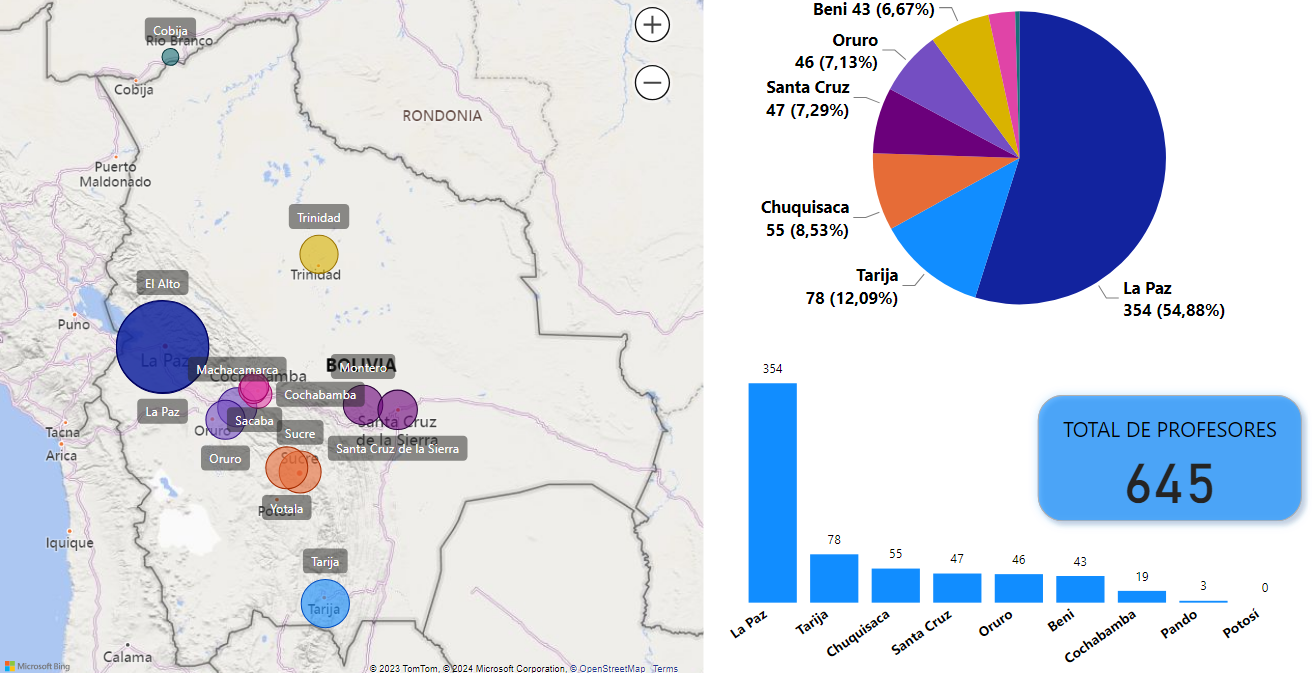 Cobija
Rio Branco
Cobija
RONDONIA
Puerto
Maldonado
Trinidad
Trinidad
El Alto
Puno
La Paz
BOLIVIA
Montero
Machacamarca
Cochabamba
Cochabamba
La Paz
Sacaba
Oruro
Santa Cruz
de la Sierra
Tacna
Arica
Sucre
Sucre
Santa Cruz de la Sierra
Oruro
Yotala
Iquique
Tarija
Tarija
Calama
Microsoft Bing
© 2023 TomTom, © 2024 Microsoft Corporation, © OpenStreetMap Terms
Beni 43 (6,67%)
Oruro
46 (7,13%)
Santa Cruz
47 (7,29%)
Chuquisaca
55 (8,53%)
Tarija
78 (12,09%)
La Paz
354 (54,88%)
354
78
55
47
46
43
19
3
0
La Paz
Tarija
Chuquisaca
Santa Cruz
Oruro
Beni
Cochabamba
Pando
Potosí
TOTAL DE PROFESORES
645